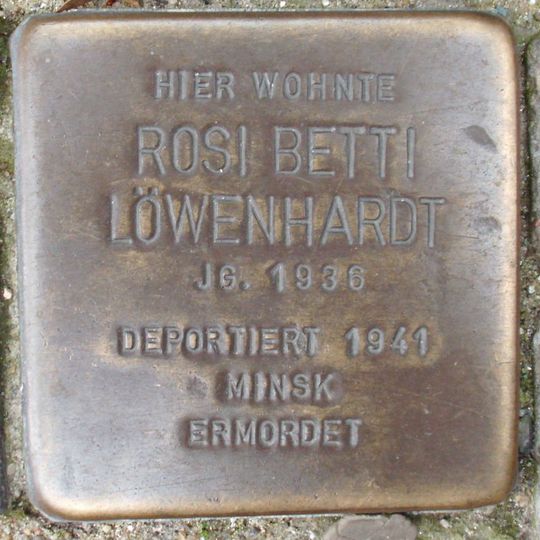 HIER WOHNTE
ROSI BETTI
LÖWENHARDT
JG. 1936
DEPORTIERT 1941
MINSK
ERMORDET